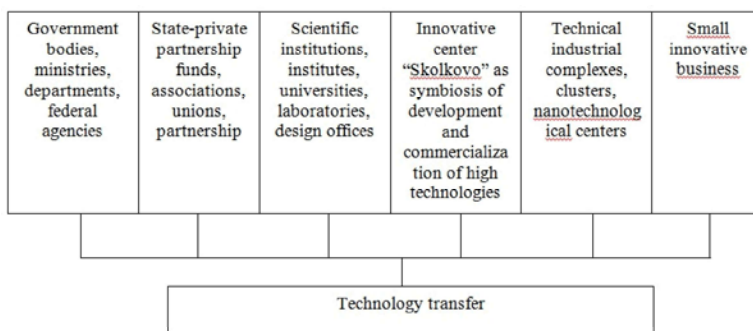 Government
bodies,
ministries,
departments,
federal
agencies
State-private
partnership
funds,
associations,
unions,
partnership
Scientific
institutions,
institutes,
universities,
laboratories,
design offices
Innovative
center
“Skolkovo” as
symbiosis of
development
and
commercializa
tion of high
technologies
Technical
industrial
complexes,
clusters,
nanotechnolog
ical centers
Small
innovative
business
Technology transfer